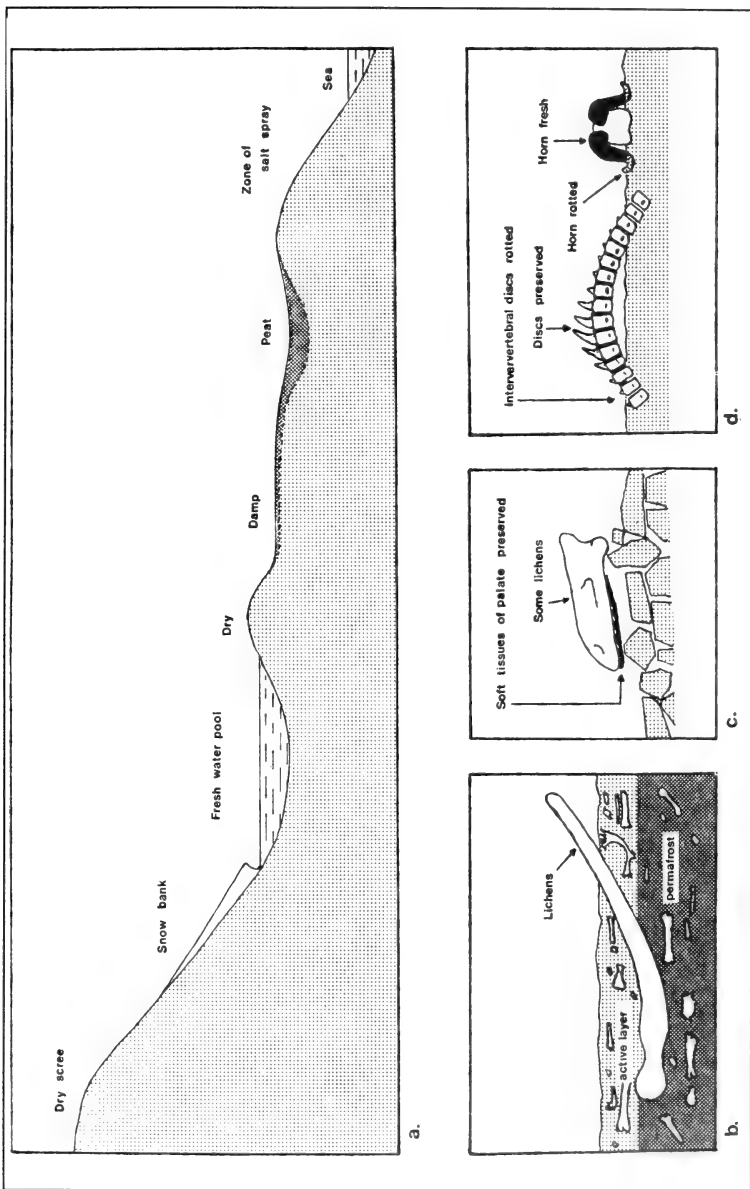 Dry scree
Snow bank
Fresh water pool
Dry
Damp
Peat
Zone of
salt spray
Sea
a.
Lichens
active layer
permafrost
b.
Soft tissues of palate preserved
Some lichens
c.
Interververtebral discs rotted
Discs preserved
Horn rotted
Horn fresh
d.